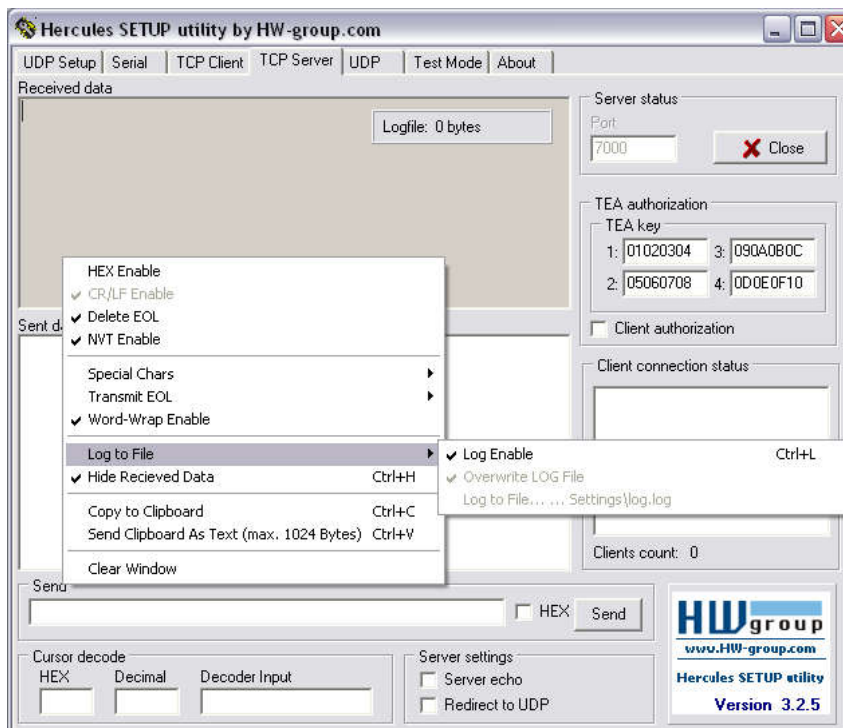 Hercules SETUP utility by HW-group.com
UDP Setup Serial TCP Client TCP Server UDP Test Mode About
Received data
Logfile: 0 bytes
Server status
Port
7000
Close
TEA authorization
TEA key
1: 01020304 3: 090A0B0C
2: 05060708 4: 0D0E0F10
Client authorization
HEX Enable
CR/LF Enable
Delete EOL
NVT Enable
Special Chars
Transmit EOL
Word-Wrap Enable
Log to File
Hide Recieved Data Ctrl+H
Copy to Clipboard Ctrl+C
Send Clipboard As Text (max. 1024 Bytes) Ctrl+V
Clear Window
Log Enable Ctrl+L
Overwrite LOG File
Log to File... ... Settings\log.log
Sent d
Client connection status
Clients count: 0
Send
HEX Send
Cursor decode
HEX Decimal Decoder Input
Server settings
Server echo
Redirect to UDP
HW group
www.HW-group.com
Hercules SETUP utility
Version 3.2.5